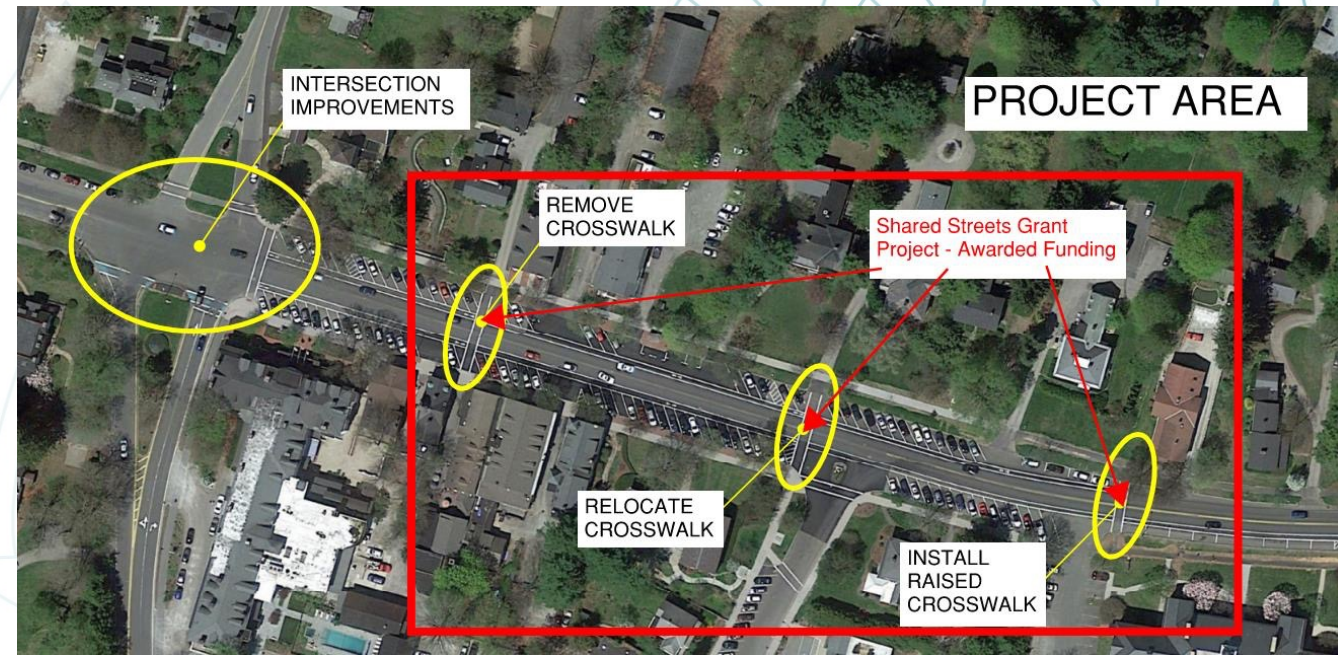 INTERSECTION
IMPROVEMENTS
PROJECT AREA
REMOVE
CROSSWALK
Shared Streets Grant
Project - Awarded Funding
RELOCATE
CROSSWALK
INSTALL
RAISED
CROSSWALK